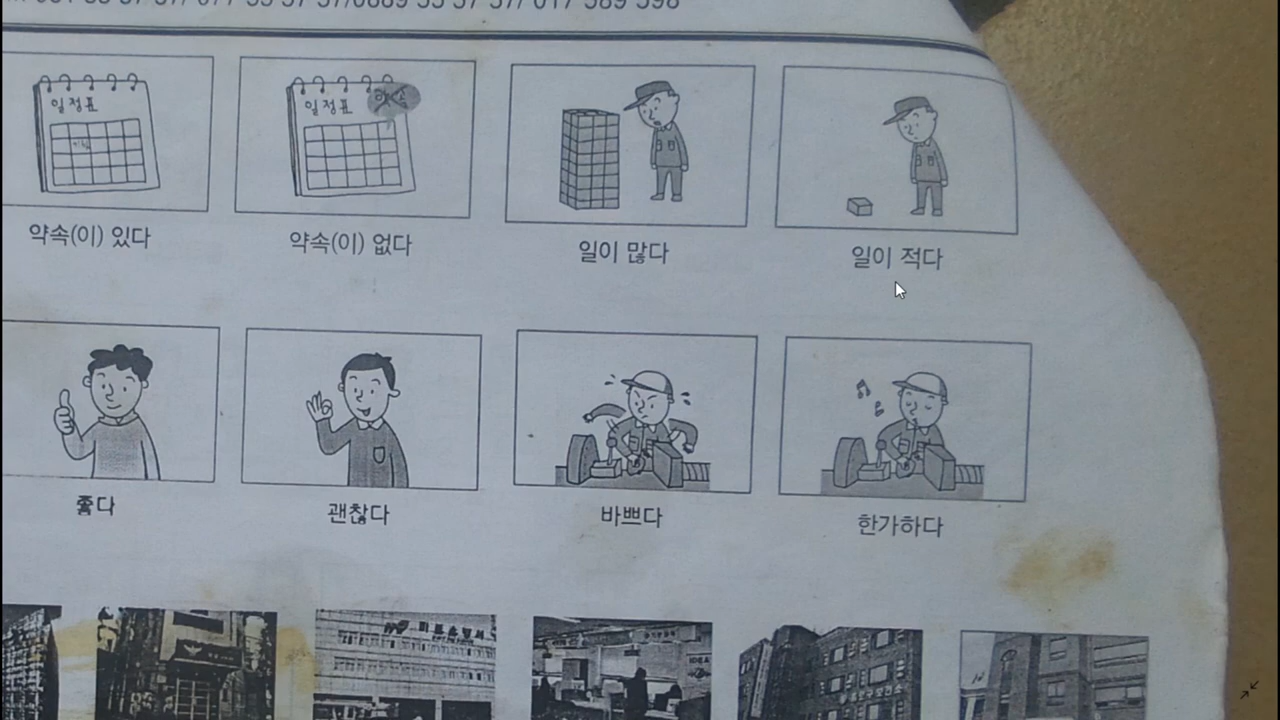 일정표
일정표
약속(이) 있다
약속(이) 없다
일이 많다
일이 적다
좋다
괜찮다
바쁘다
한가하다
IDEA